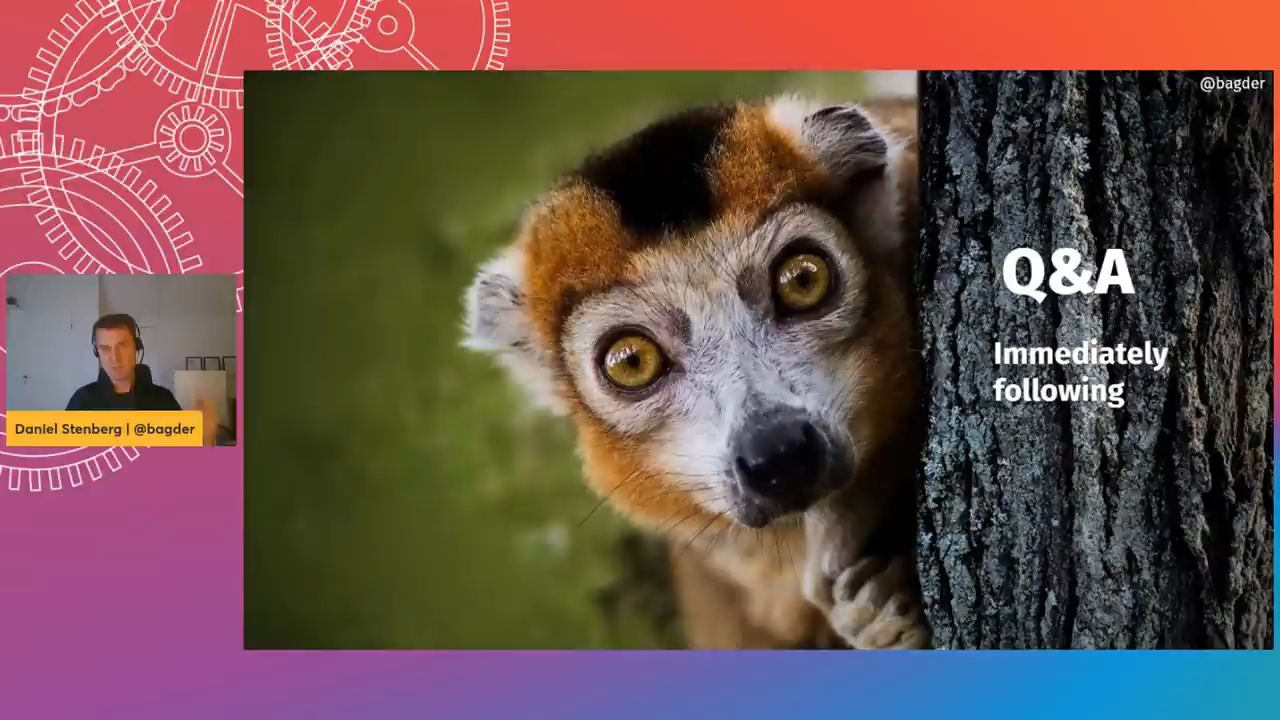 @bagder
Q&A
Immediately
following
Daniel Stenberg | @bagder